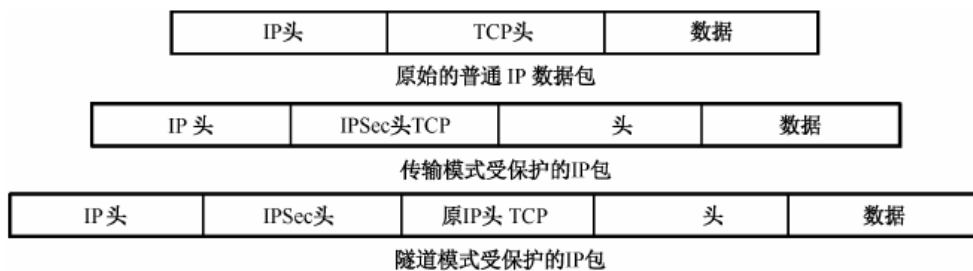 IP头 TCP头 数据
原始的普通 IP 数据包
IP 头 IPSec头TCP 头 数据
传输模式受保护的IP包
IP头 IPSec头 原IP头 TCP 头 数据
隧道模式受保护的IP包